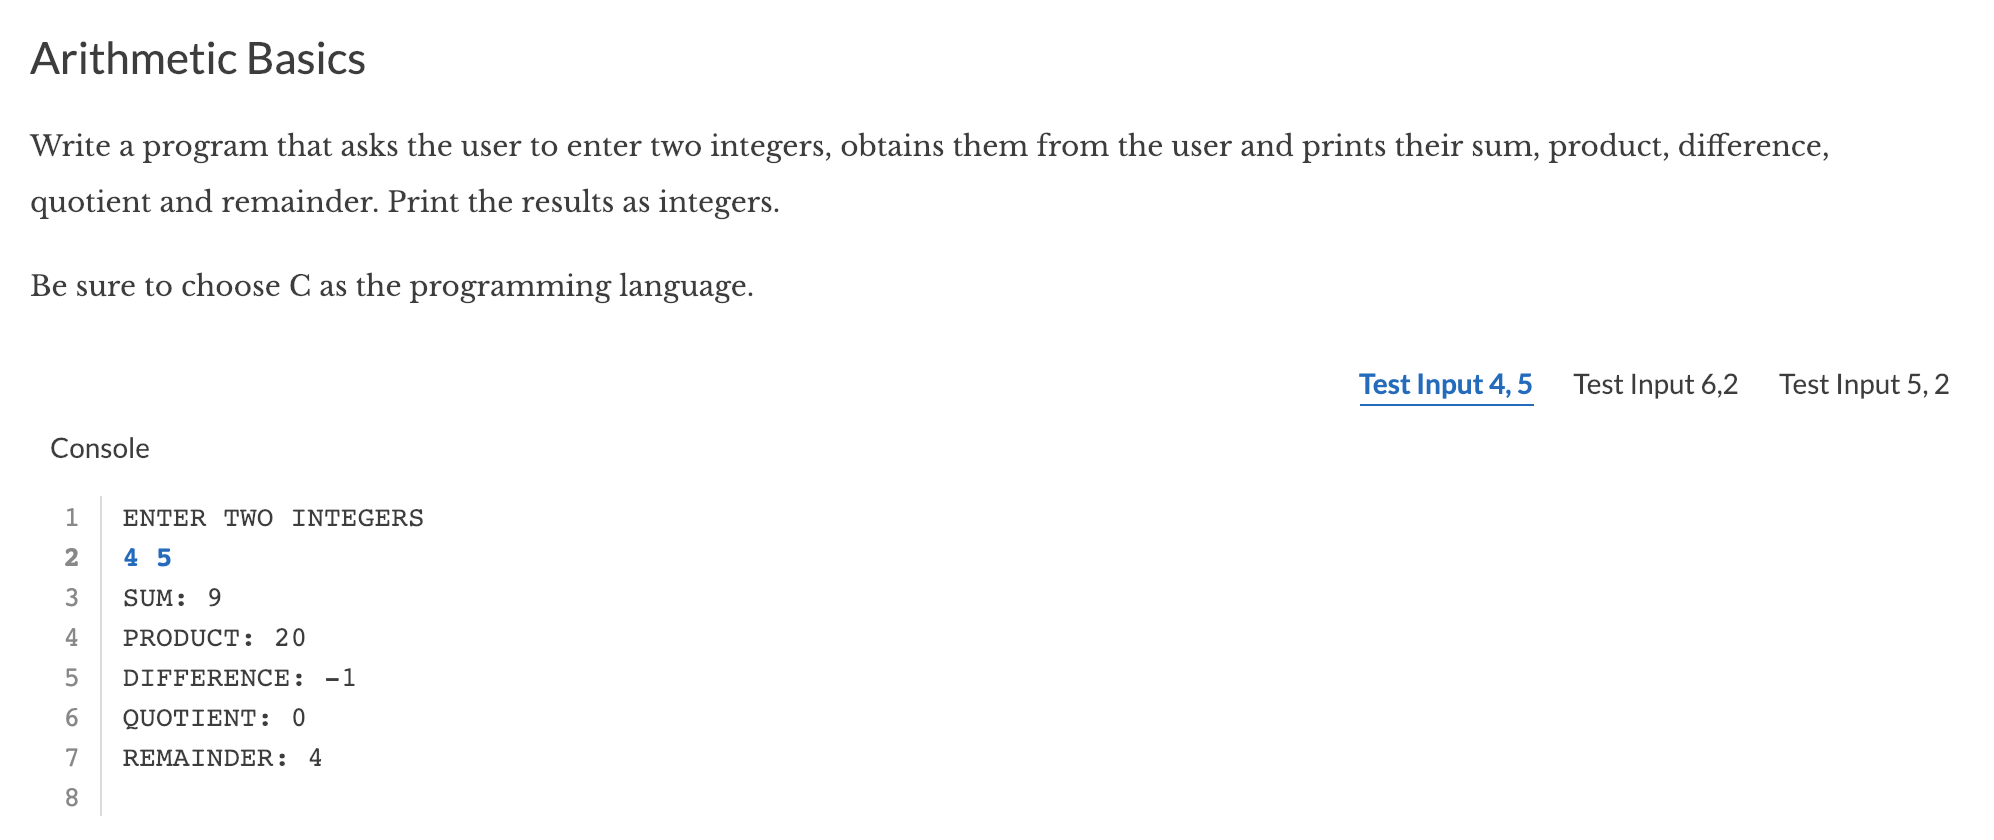 Arithmetic Basics
Write a program that asks the user to enter two integers, obtains them from the user and prints their sum, product, difference,
quotient and remainder. Print the results as integers.
Be sure to choose C as the programming language.
Test Input 4, 5 Test Input 6,2 Test Input 5, 2
Console
1 ENTER TWO INTEGERS
2 4 5
3 SUM: 9
4 PRODUCT: 20
5 DIFFERENCE: -1
6 QUOTIENT: 0
7 REMAINDER: 4
8